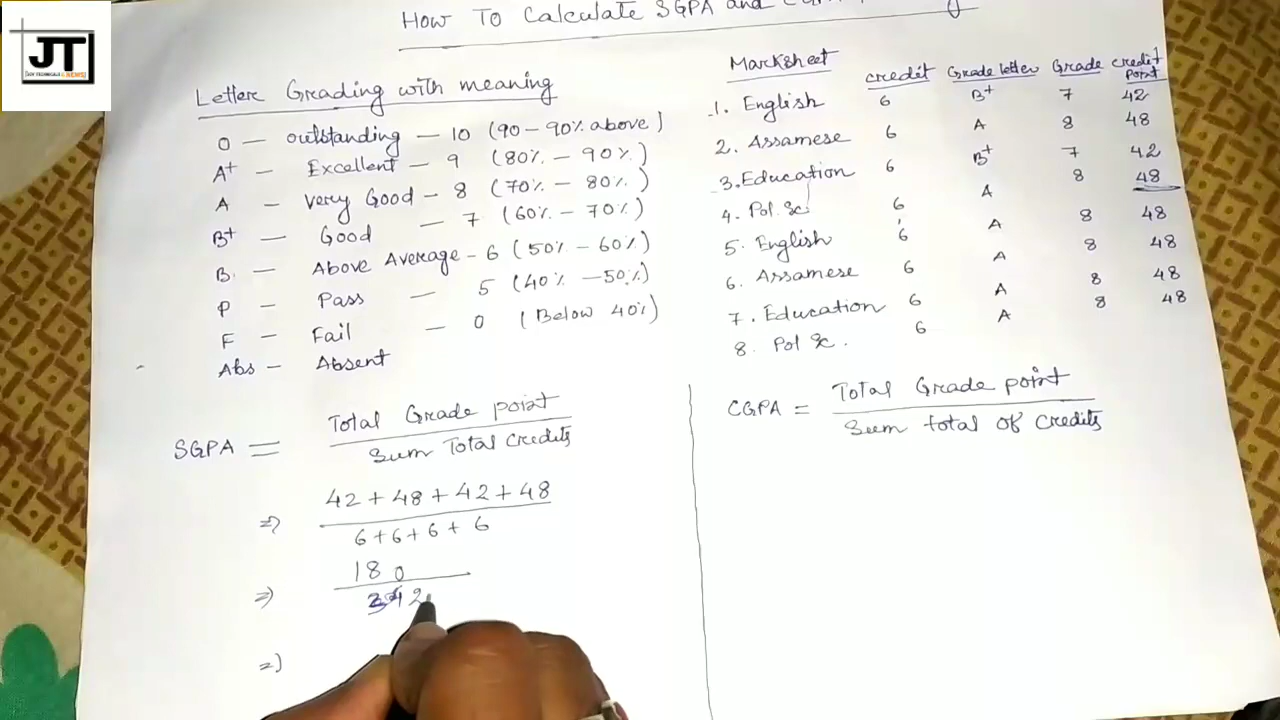 JT
How To Calculate SGPA and
Letter Grading with meaning
O — outstanding — 10 (90 - 90% above)
A+ — Excellent — 9 (80% - 90%)
A — very Good - 8 (70% - 80%)
B+ — Good — 7 (60% - 70%)
B — Above Average - 6 (50% - 60%)
P — Pass — 5 (40% - 50%)
F — Fail — 0 (Below 40%)
Abs — Absent
Marksheet credit Grade letter Grade credit point
1. English 6 B+ 7 42
2. Assamese 6 A 8 48
3. Education 6 B+ 7 42
4. Pol. Sc. 6 A 8 48
5. English 6 A 8 48
6. Assamese 6 A 8 48
7. Education 6 A 8 48
8. Pol Sc. 6 A 8 48
SGPA = Total Grade point
Sum Total Credits
⇒ 42 + 48 + 42 + 48
6 + 6 + 6 + 6
⇒ 180
⇒
CGPA = Total Grade point
Sum total of Credits